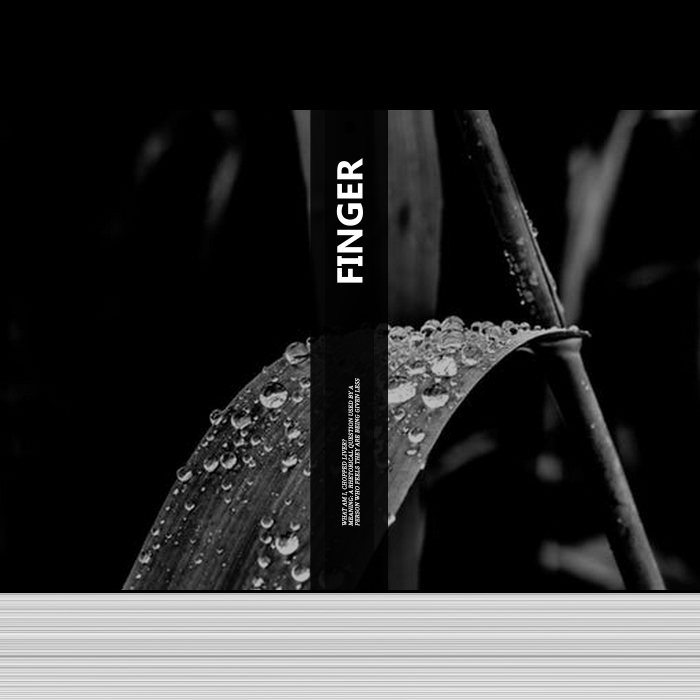 FINGER
WHAT AM I, CHOPPED LIVER?
MEANING: A RHETORICAL QUESTION USED BY A
PERSON WHO FEELS THEY ARE BEING GIVEN LESS